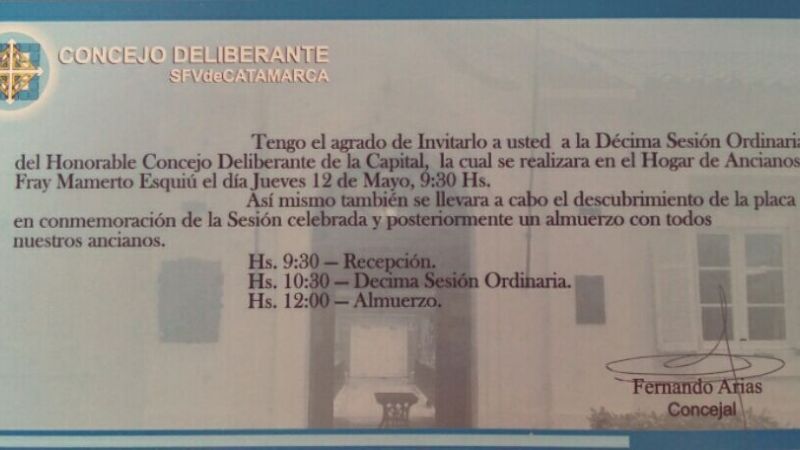 CONCEJO DELIBERANTE
SFVdeCATAMARCA
Tengo el agrado de Invitarlo a usted a la Décima Sesión Ordinaria
del Honorable Concejo Deliberante de la Capital, la cual se realizara en el Hogar de Ancianos
Fray Mamerto Esquiú el día Jueves 12 de Mayo, 9:30 Hs.
Así mismo también se llevara a cabo el descubrimiento de la placa
en conmemoración de la Sesión celebrada y posteriormente un almuerzo con todos
nuestros ancianos.
Hs. 9:30 — Recepción.
Hs. 10:30 — Decima Sesión Ordinaria.
Hs. 12:00 — Almuerzo.
Fernando Arias
Concejal